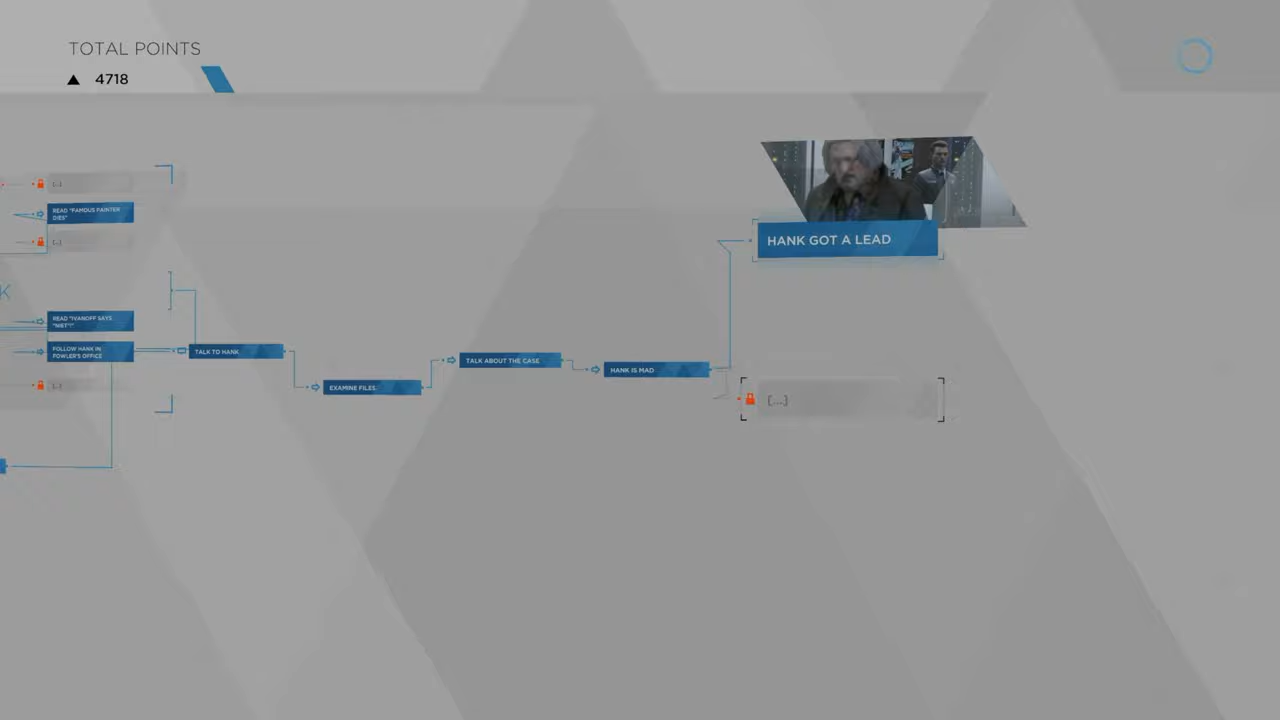 TOTAL POINTS
4718
[...]
READ "FAMOUS PAINTER
DIES"
[...]
HANK GOT A LEAD
K
READ "IVANOFF SAYS
"NIET"!"
FOLLOW HANK IN
FOWLER'S OFFICE
TALK TO HANK
TALK ABOUT THE CASE
HANK IS MAD
EXAMINE FILES
[...]
[...]